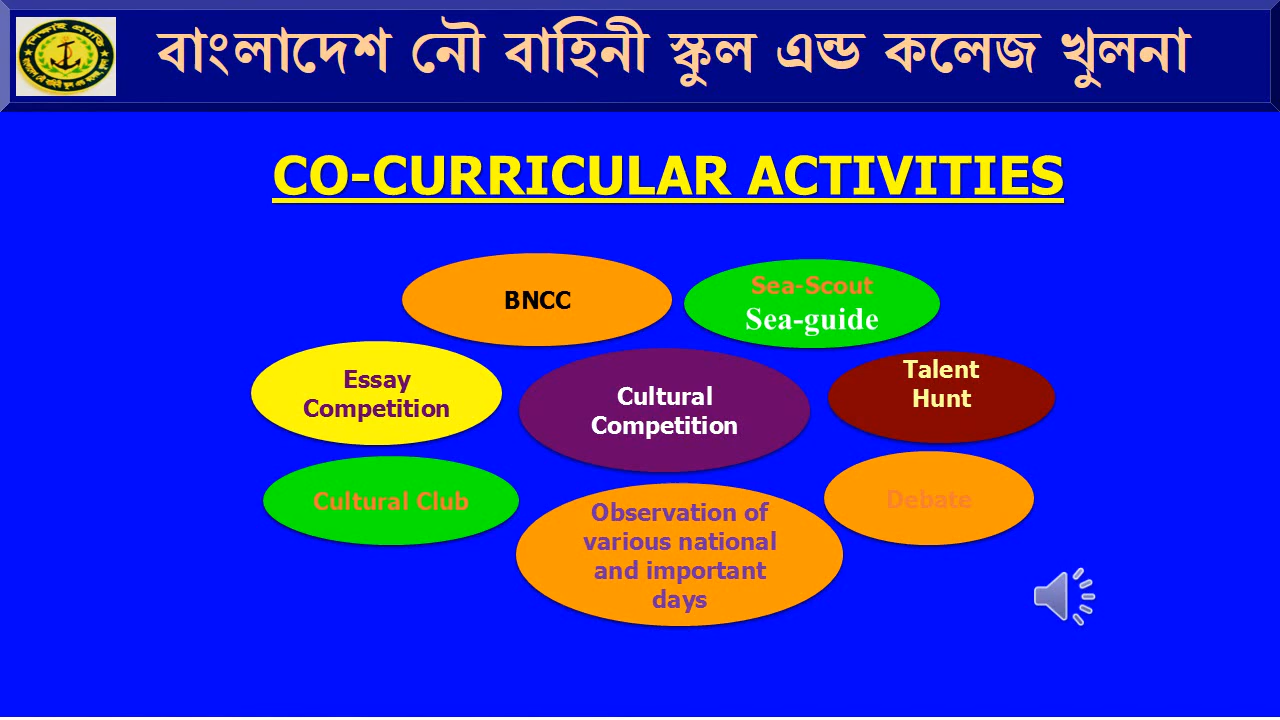 বাংলাদেশ নৌ বাহিনী স্কুল এন্ড কলেজ খুলনা
CO-CURRICULAR ACTIVITIES
BNCC
Sea-Scout
Sea-guide
Essay
Competition
Cultural
Competition
Talent
Hunt
Cultural Club
Observation of
various national
and important
days
Debate